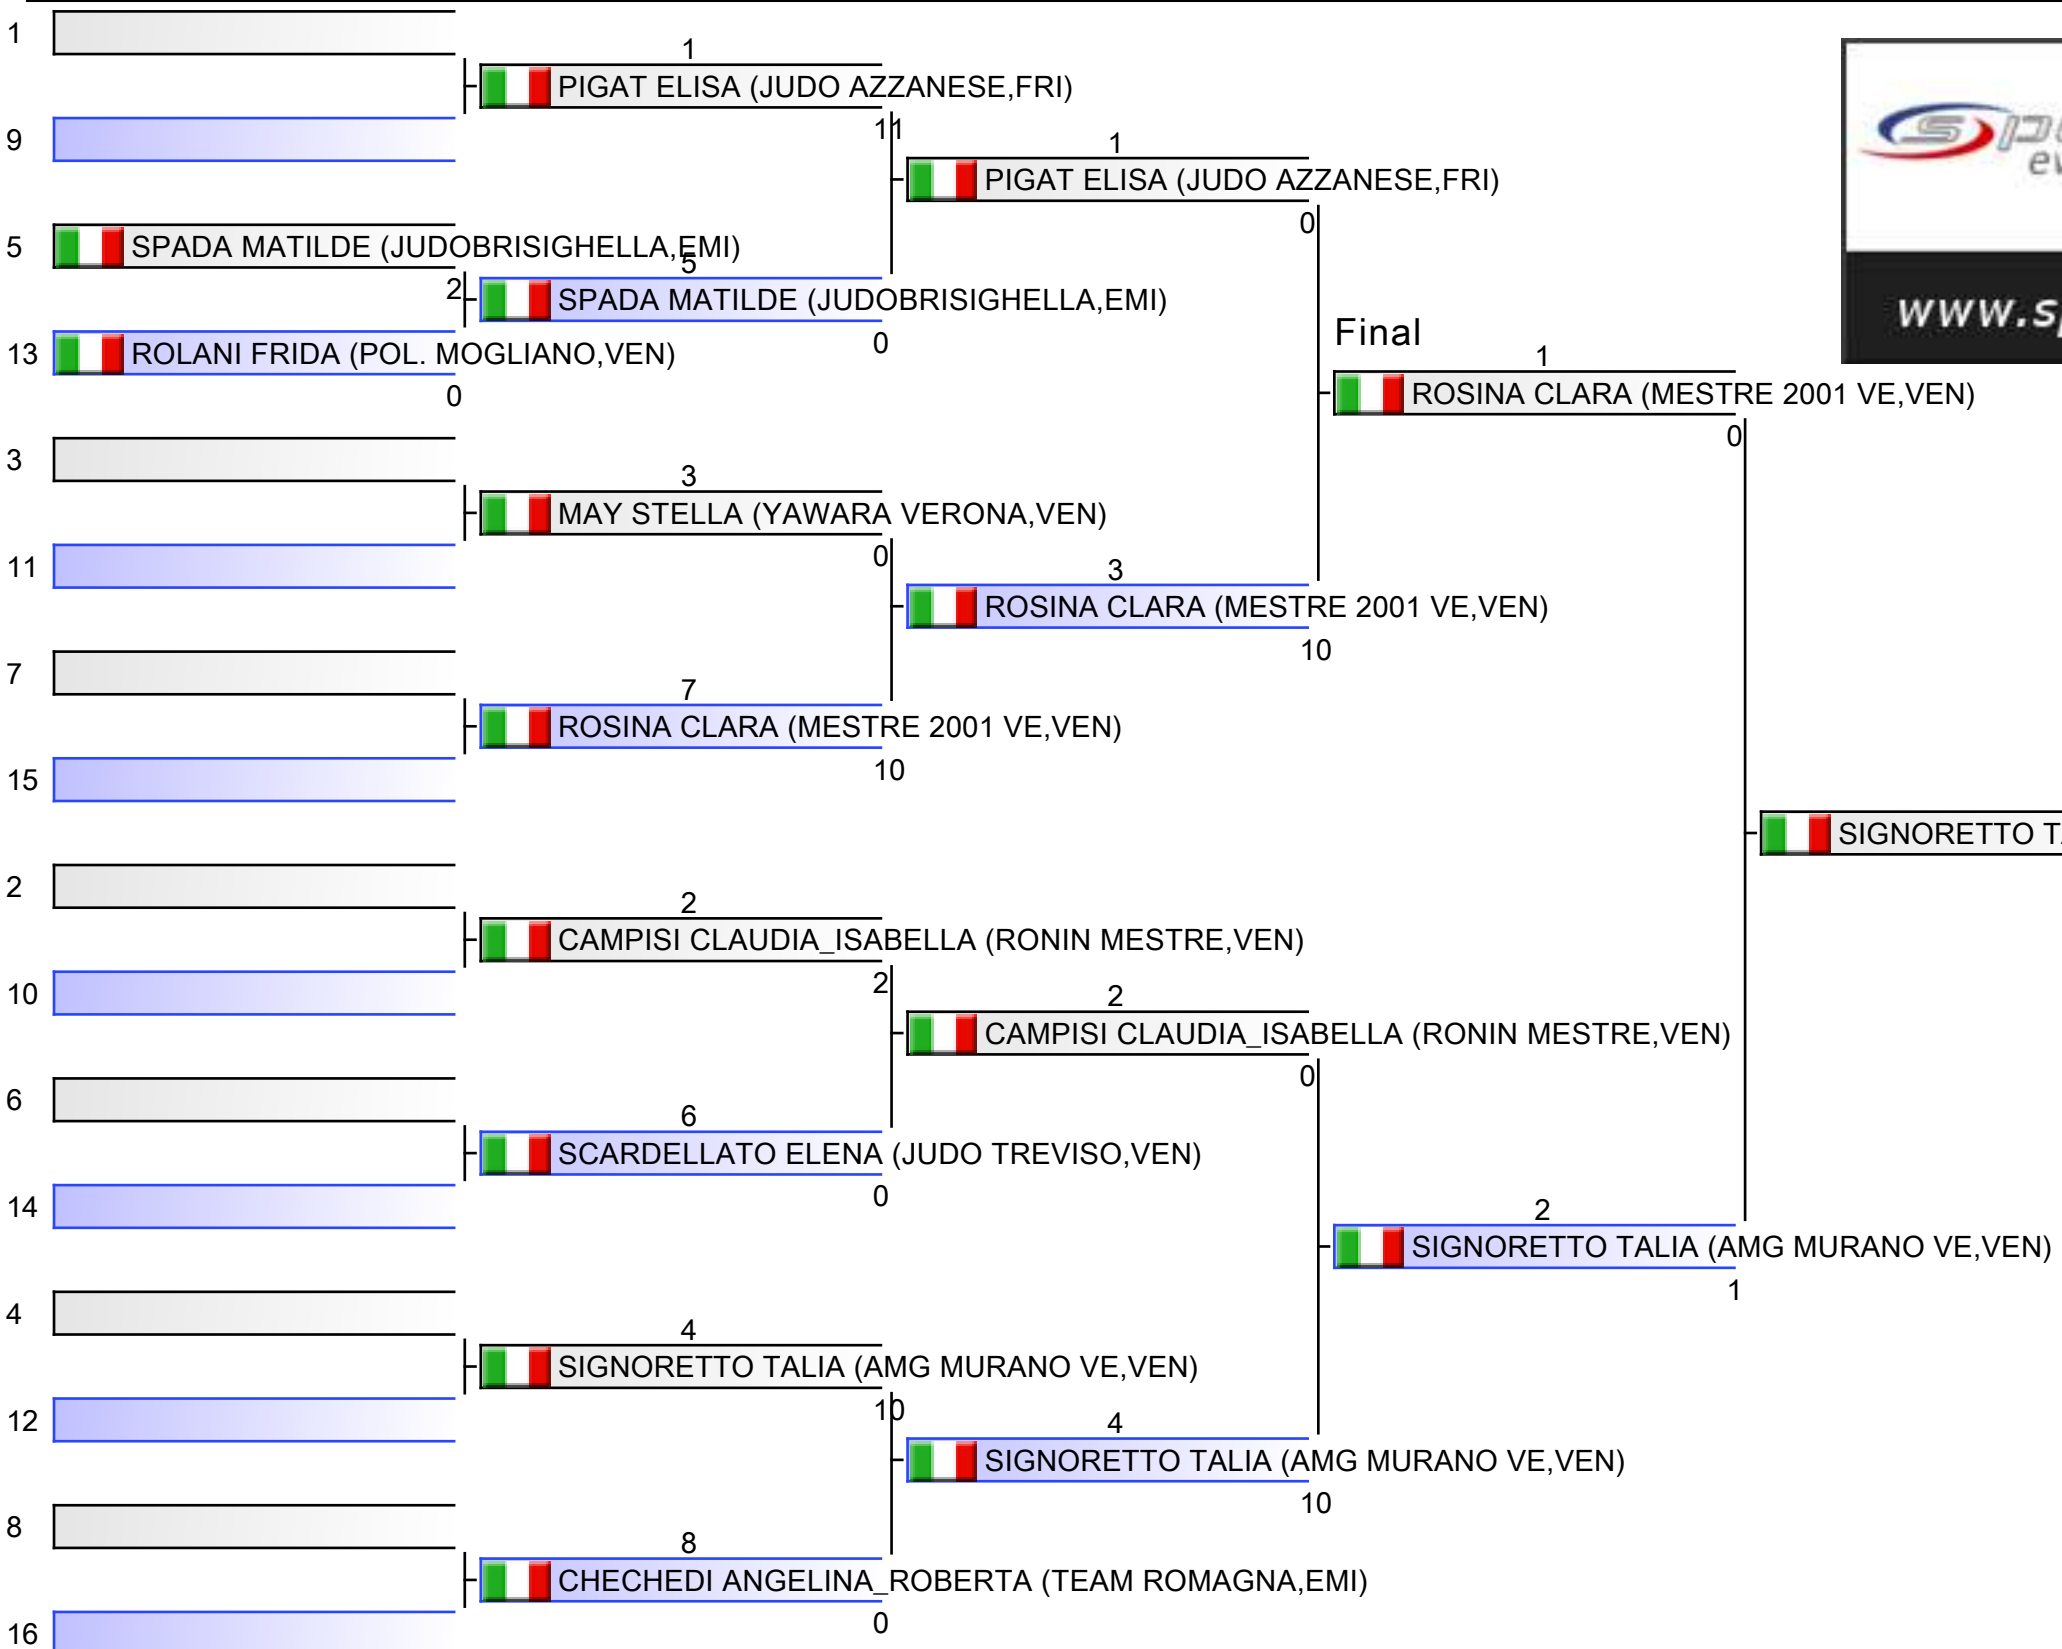 1
1
PIGAT ELISA (JUDO AZZANESE,FRI)
11
9
1
PIGAT ELISA (JUDO AZZANESE,FRI)
0
5
SPADA MATILDE (JUDOBRISIGHELLA,EMI)
2
5
SPADA MATILDE (JUDOBRISIGHELLA,EMI)
0
13
ROLANI FRIDA (POL. MOGLIANO,VEN)
0
Final
1
ROSINA CLARA (MESTRE 2001 VE,VEN)
0
3
3
MAY STELLA (YAWARA VERONA,VEN)
0
11
3
ROSINA CLARA (MESTRE 2001 VE,VEN)
10
7
7
ROSINA CLARA (MESTRE 2001 VE,VEN)
10
15
SIGNORETTO
2
2
CAMPISI CLAUDIA_ISABELLA (RONIN MESTRE,VEN)
2
10
2
CAMPISI CLAUDIA_ISABELLA (RONIN MESTRE,VEN)
0
6
6
SCARDELLATO ELENA (JUDO TREVISO,VEN)
0
14
2
SIGNORETTO TALIA (AMG MURANO VE,VEN)
1
4
4
SIGNORETTO TALIA (AMG MURANO VE,VEN)
10
12
4
SIGNORETTO TALIA (AMG MURANO VE,VEN)
10
8
8
CHECHEDI ANGELINA_ROBERTA (TEAM ROMAGNA,EMI)
0
16